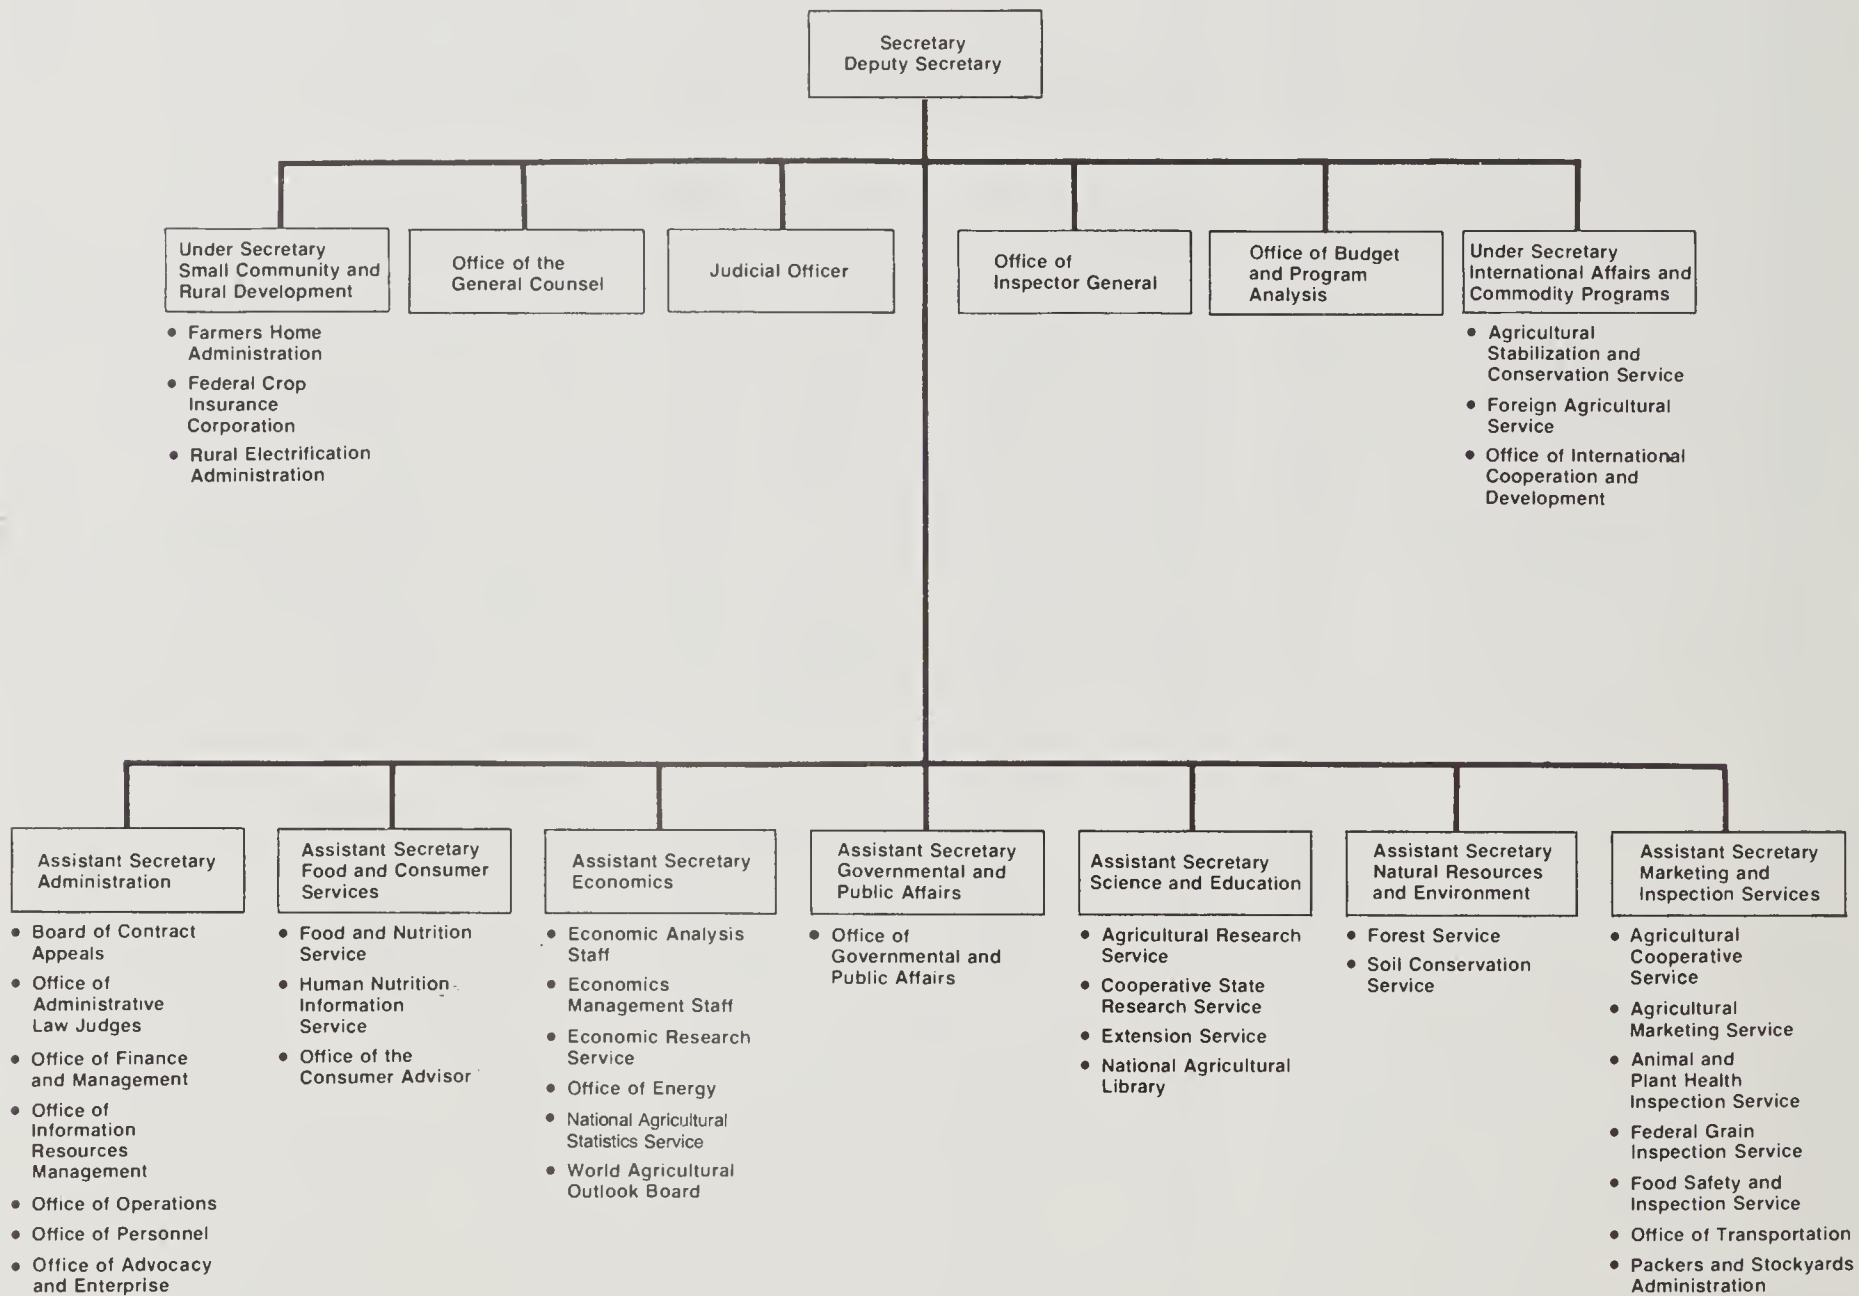 Secretary
Deputy Secretary
Under Secretary
Small Community and
Rural Development
• Farmers Home
Administration
• Federal Crop
Insurance
Corporation
• Rural Electrification
Administration
Office of the
General Counsel
Judicial Officer
Office of
Inspector General
Office of Budget
and Program
Analysis
Under Secretary
International Affairs and
Commodity Programs
• Agricultural
Stabilization and
Conservation Service
• Foreign Agricultural
Service
• Office of International
Cooperation and
Development
Assistant Secretary
Administration
• Board of Contract
Appeals
• Office of
Administrative
Law Judges
• Office of Finance
and Management
• Office of
Information
Resources
Management
• Office of Operations
• Office of Personnel
• Office of Advocacy
and Enterprise
Assistant Secretary
Food and Consumer
Services
• Food and Nutrition
Service
• Human Nutrition
Information
Service
• Office of the
Consumer Advisor
Assistant Secretary
Economics
• Economic Analysis
Staff
• Economics
Management Staff
• Economic Research
Service
• Office of Energy
• National Agricultural
Statistics Service
• World Agricultural
Outlook Board
Assistant Secretary
Governmental and
Public Affairs
• Office of
Governmental and
Public Affairs
Assistant Secretary
Science and Education
• Agricultural Research
Service
• Cooperative State
Research Service
• Extension Service
• National Agricultural
Library
Assistant Secretary
Natural Resources
and Environment
• Forest Service
• Soil Conservation
Service
Assistant Secretary
Marketing and
Inspection Services
• Agricultural
Cooperative
Service
• Agricultural
Marketing Service
• Animal and
Plant Health
Inspection Service
• Federal Grain
Inspection Service
• Food Safety and
Inspection Service
• Office of Transportation
• Packers and Stockyards
Administration